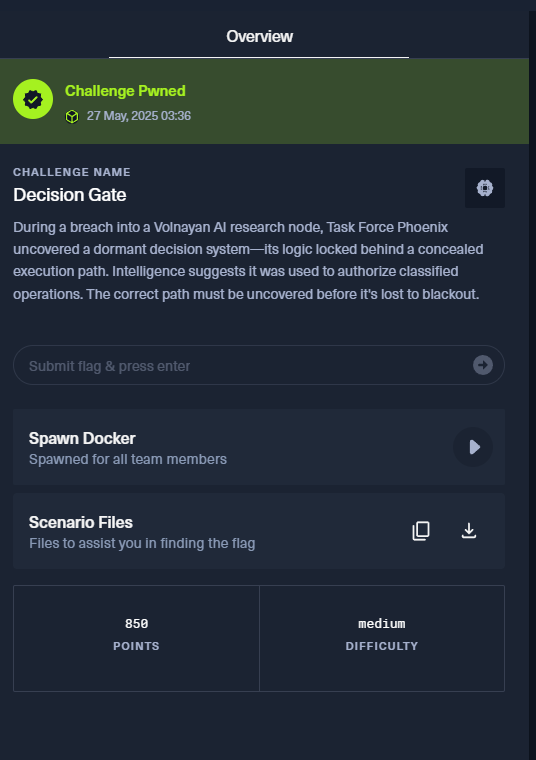 Overview
Challenge Pwned
27 May, 2025 03:36
CHALLENGE NAME
Decision Gate
During a breach into a Volnayan AI research node, Task Force Phoenix
uncovered a dormant decision system—its logic locked behind a concealed
execution path. Intelligence suggests it was used to authorize classified
operations. The correct path must be uncovered before it's lost to blackout.
Submit flag & press enter
Spawn Docker
Spawned for all team members
Scenario Files
Files to assist you in finding the flag
850
POINTS
medium
DIFFICULTY